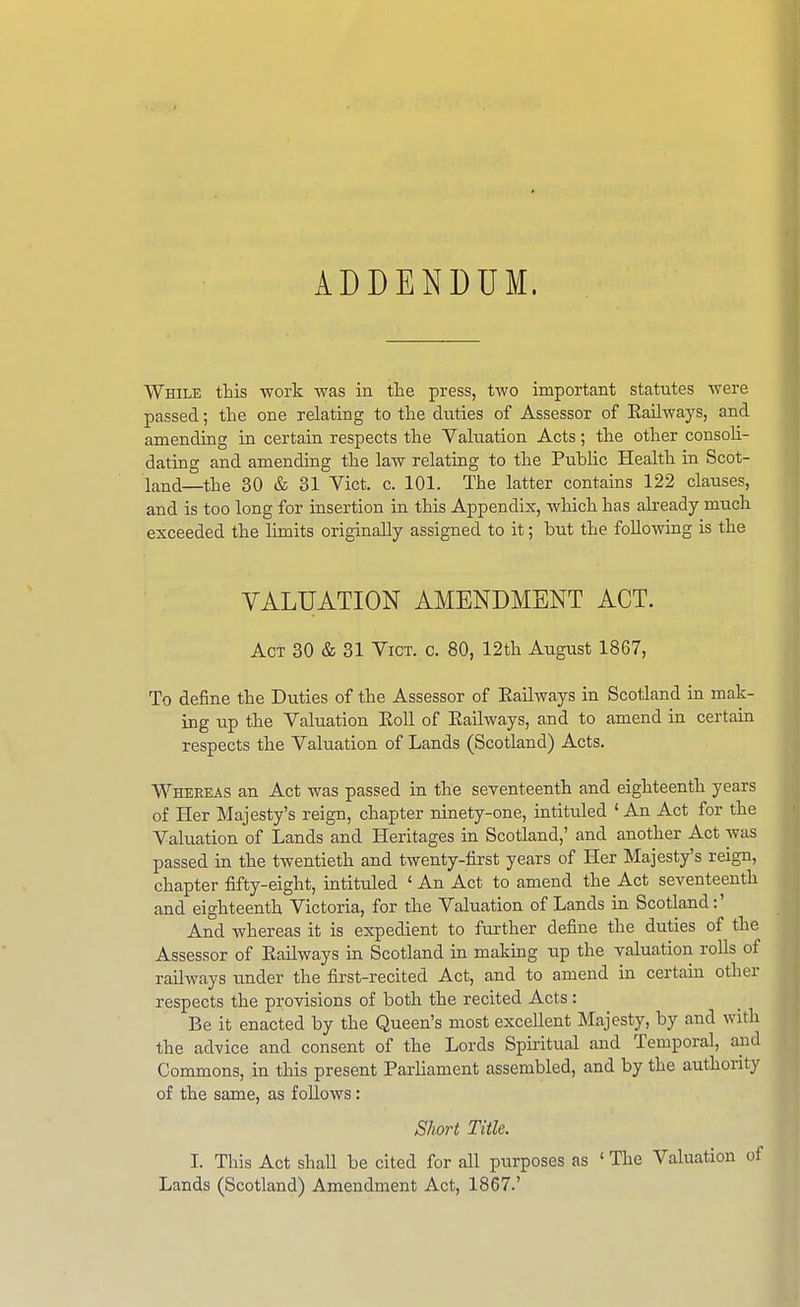 ADDENDUM.
While this work was in the press, two important statutes were
passed; the one relating to the duties of Assessor of Railways, and
amending in certain respects the Valuation Acts; the other consoli-
dating and amending the law relating to the Public Health in Scot-
land—the 30 & 31 Vict. c. 101. The latter contains 122 clauses,
and is too long for insertion in this Appendix, which has already much
exceeded the limits originally assigned to it; but the following is the
VALUATION AMENDMENT ACT.
Act 30 & 31 Vict. c. 80, 12th August 1867,
To define the Duties of the Assessor of Railways in Scotland in mak-
ing up the Valuation Roll of Railways, and to amend in certain
respects the Valuation of Lands (Scotland) Acts.
Whereas an Act was passed in the seventeenth and eighteenth years
of Her Majesty's reign, chapter ninety-one, intituled ‘An Act for the
Valuation of Lands and Heritages in Scotland,’ and another Act was
passed in the twentieth and twenty-first years of Her Majesty's reign,
chapter fifty-eight, intituled ‘An Act to amend the Act seventeenth
and eighteenth Victoria, for the Valuation of Lands in Scotland:’
And whereas it is expedient to further define the duties of the
Assessor of Railways in Scotland in making up the valuation rolls of
railways under the first-recited Act, and to amend in certain other
respects the provisions of both the recited Acts:
Be it enacted by the Queen's most excellent Majesty, by and with
the advice and consent of the Lords Spiritual and Temporal, and
Commons, in this present Parliament assembled, and by the authority
of the same, as follows:
Short Title.
I. This Act shall be cited for all purposes as ‘The Valuation of
Lands (Scotland) Amendment Act, 1867.’